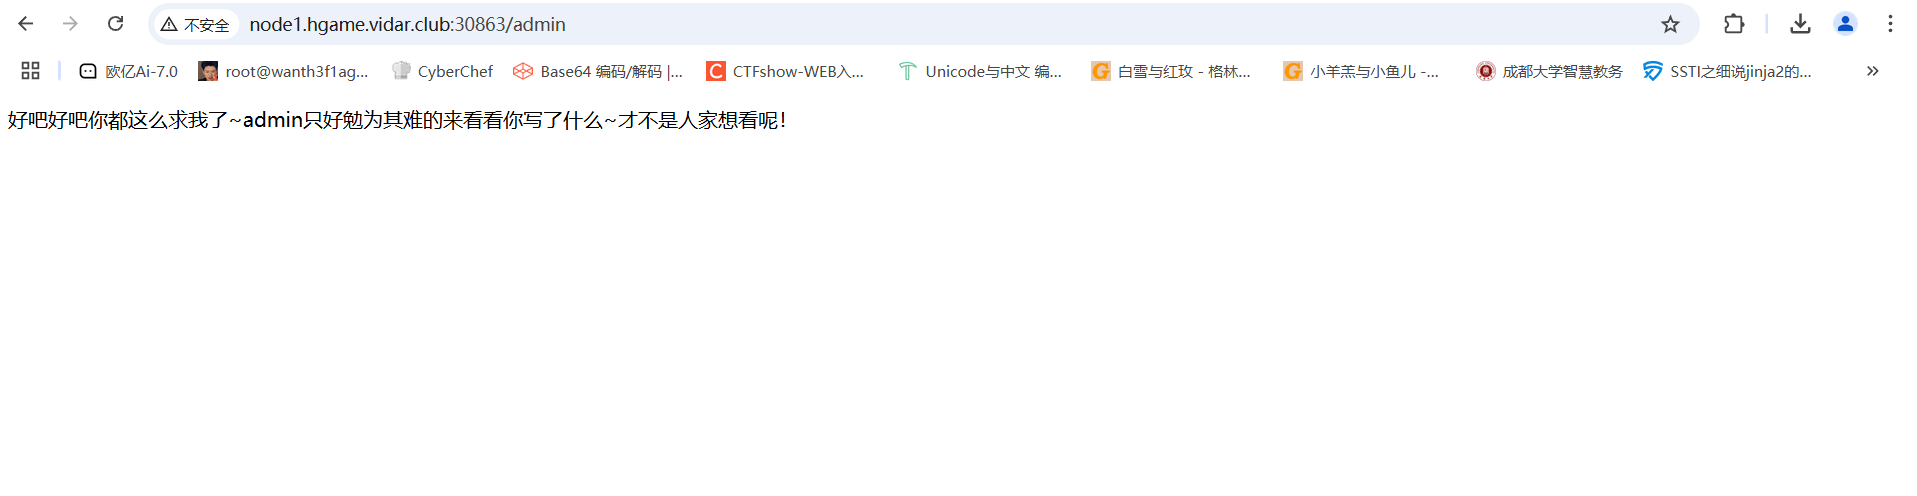 不安全 node1.hgame.vidar.club:30863/admin
欧亿Ai-7.0 root@wanth3f1ag... CyberChef Base64 编码/解码 |... CTFshow-WEB入... Unicode与中文 编... 白雪与红玫 - 格林... 小羊羔与小鱼儿 -... 成都大学智慧教务 SSTI之细说jinja2的...
好吧好吧你都这么求我了~admin只好勉为其难的来看看你写了什么~才不是人家想看呢！